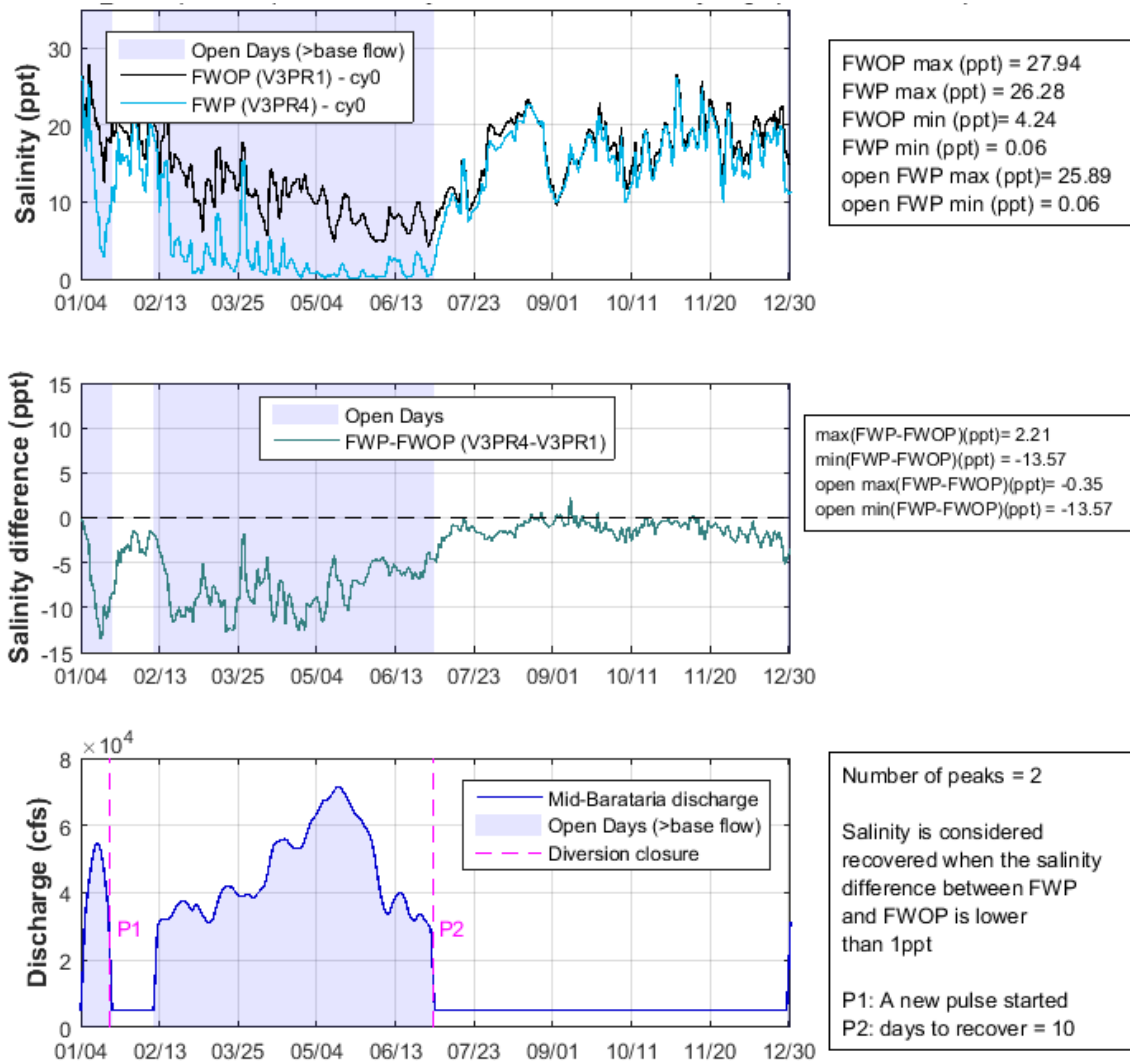 35
30
20
10
0
Salinity (ppt)
Open Days (>base flow)
FWOP (V3PR1) - cy0
FWP (V3PR4) - cy0
01/04 02/13 03/25 05/04 06/13 07/23 09/01 10/11 11/20 12/30
FWOP max (ppt) = 27.94
FWP max (ppt) = 26.28
FWOP min (ppt)= 4.24
FWP min (ppt) = 0.06
open FWP max (ppt)= 25.89
open FWP min (ppt) = 0.06
15
10
5
0
-5
-10
-15
Salinity difference (ppt)
Open Days
FWP-FWOP (V3PR4-V3PR1)
01/04 02/13 03/25 05/04 06/13 07/23 09/01 10/11 11/20 12/30
max(FWP-FWOP)(ppt)= 2.21
min(FWP-FWOP)(ppt) = -13.57
open max(FWP-FWOP)(ppt)= -0.35
open min(FWP-FWOP)(ppt) = -13.57
× 10⁴
8
6
4
2
0
Discharge (cfs)
Mid-Barataria discharge
Open Days (>base flow)
Diversion closure
P1
P2
01/04 02/13 03/25 05/04 06/13 07/23 09/01 10/11 11/20 12/30
Number of peaks = 2
Salinity is considered
recovered when the salinity
difference between FWP
and FWOP is lower
than 1ppt
P1: A new pulse started
P2: days to recover = 10